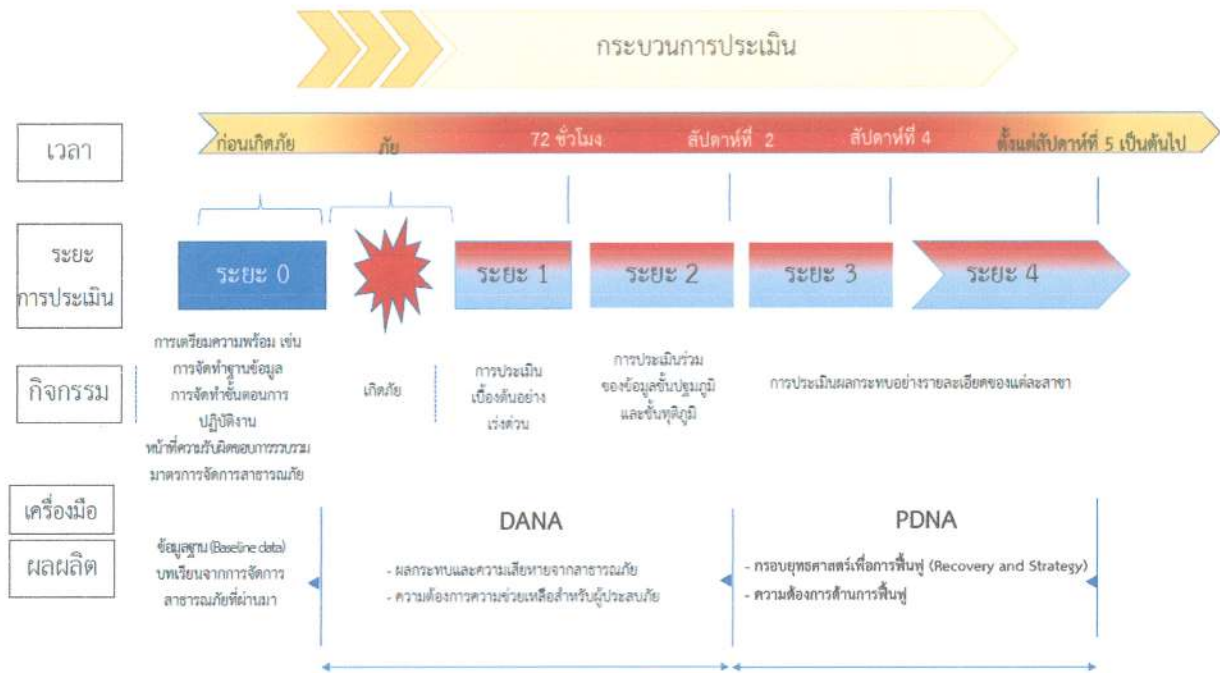 กระบวนการประเมิน
เวลา
ก่อนเกิดภัย
ภัย
72 ชั่วโมง
สัปดาห์ที่ 2
สัปดาห์ที่ 4
ตั้งแต่สัปดาห์ที่ 5 เป็นต้นไป
ระยะ
การประเมิน
ระยะ 0
ระยะ 1
ระยะ 2
ระยะ 3
ระยะ 4
กิจกรรม
การเตรียมความพร้อม เช่น
การจัดทำฐานข้อมูล
การจัดทำขั้นตอนการ
ปฏิบัติงาน
หน้าที่ความรับผิดชอบการรวบรวม
มาตรการจัดการสาธารณภัย
เกิดภัย
การประเมิน
เบื้องต้นอย่าง
เร่งด่วน
การประเมินร่วม
ของข้อมูลชั้นปฐมภูมิ
และชั้นทุติภูมิ
การประเมินผลกระทบอย่างรายละเอียดของแต่ละสาขา
เครื่องมือ
DANA
PDNA
ผลผลิต
ข้อมูลฐาน (Baseline data)
บทเรียนจากการจัดการ
สาธารณภัยที่ผ่านมา
- ผลกระทบและความเสียหายจากสาธารณภัย
- ความต้องการความช่วยเหลือสำหรับผู้ประสบภัย
- กรอบยุทธศาสตร์เพื่อการฟื้นฟู (Recovery and Strategy)
- ความต้องการด้านการฟื้นฟู